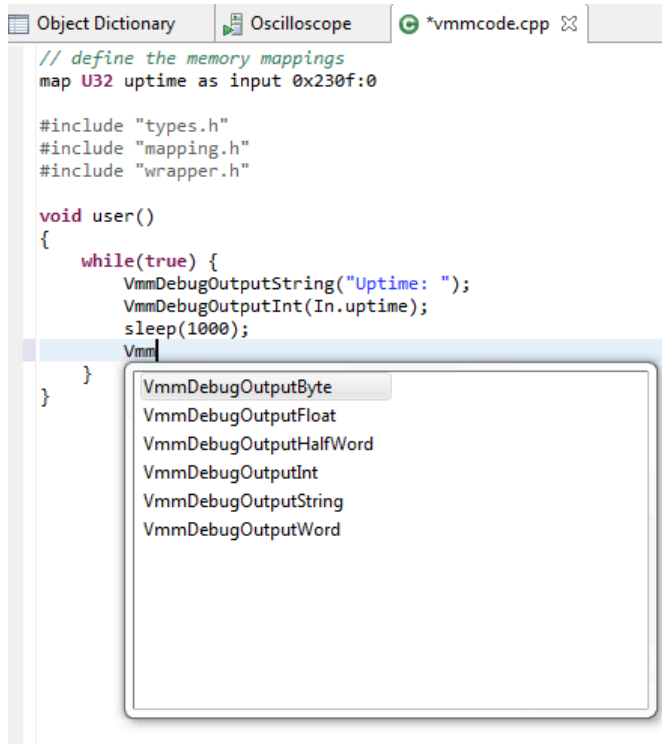 Object Dictionary Oscilloscope *vmmcode.cpp
// define the memory mappings
map U32 uptime as input 0x230f:0
#include "types.h"
#include "mapping.h"
#include "wrapper.h"
void user()
{
while(true) {
VmmDebugOutputString("Uptime: ");
VmmDebugOutputInt(In.uptime);
sleep(1000);
Vmm
}
}
VmmDebugOutputByte
VmmDebugOutputFloat
VmmDebugOutputHalfWord
VmmDebugOutputInt
VmmDebugOutputString
VmmDebugOutputWord